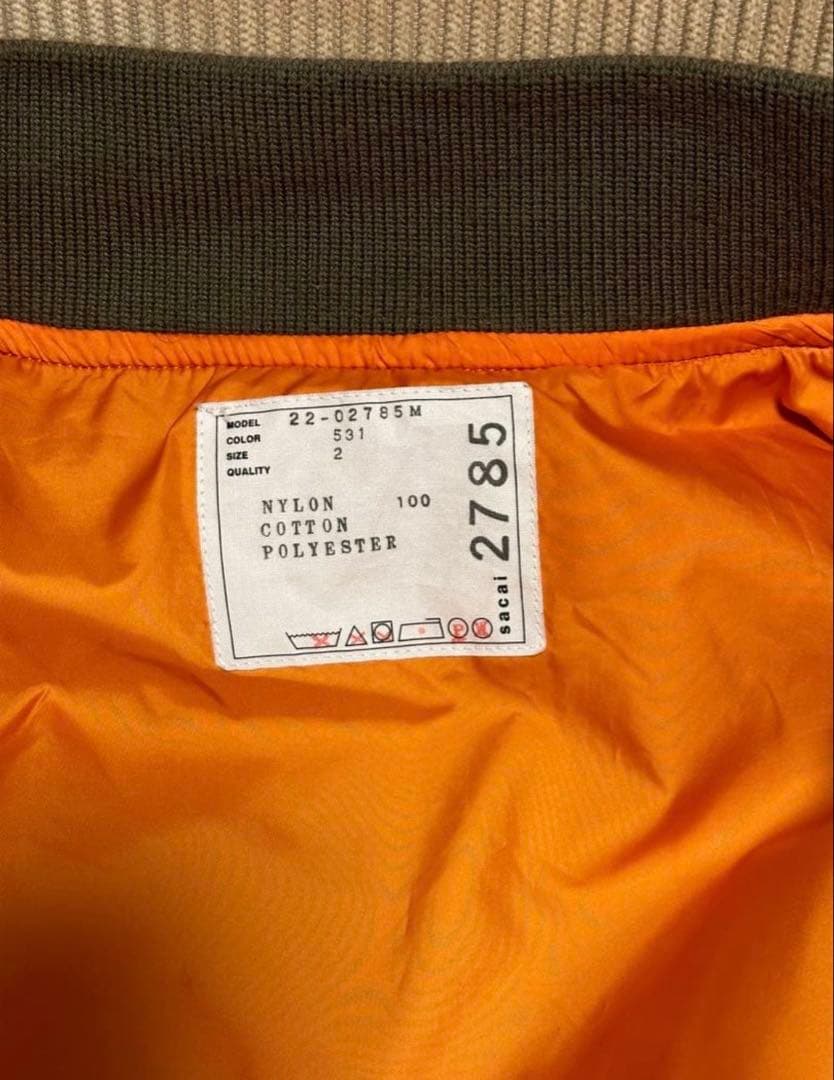 MODEL 22-02785M
COLOR 531
SIZE 2
QUALITY
NYLON 100
COTTON
POLYESTER
P W
sacai 2785